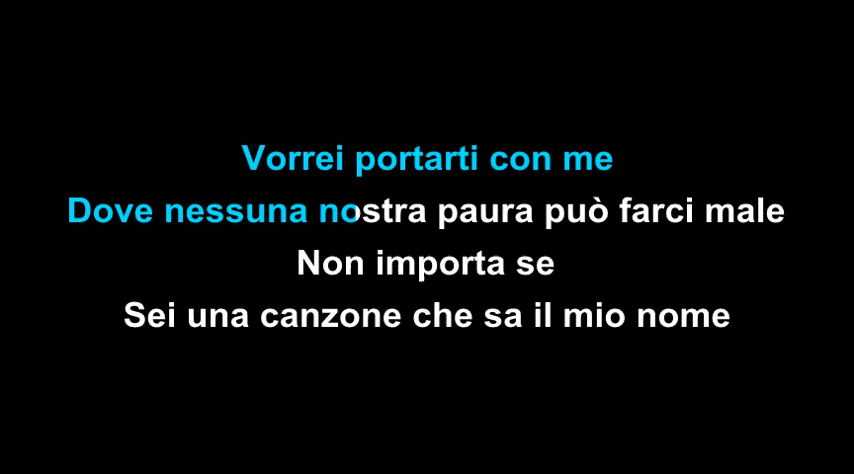 Vorrei portarti con me
Dove nessuna nostra paura può farci male
Non importa se
Sei una canzone che sa il mio nome